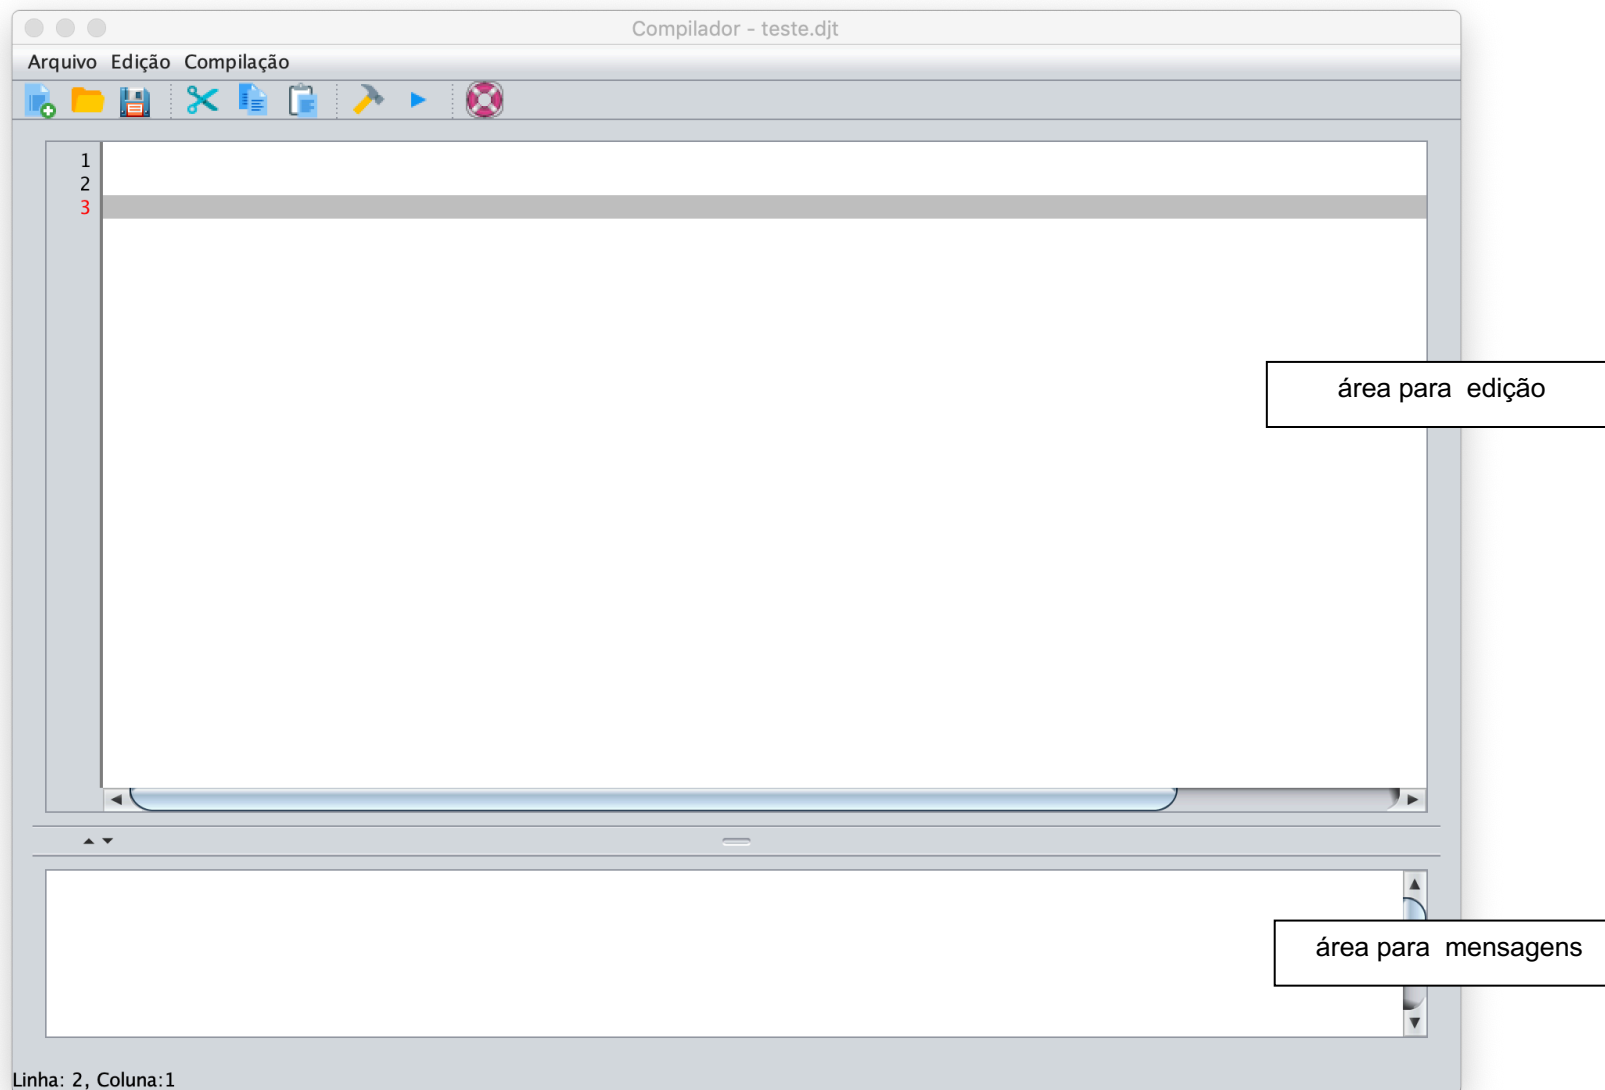 Compilador - teste.djt
Arquivo Edição Compilação
1
2
3
área para edição
área para mensagens
Linha: 2, Coluna:1